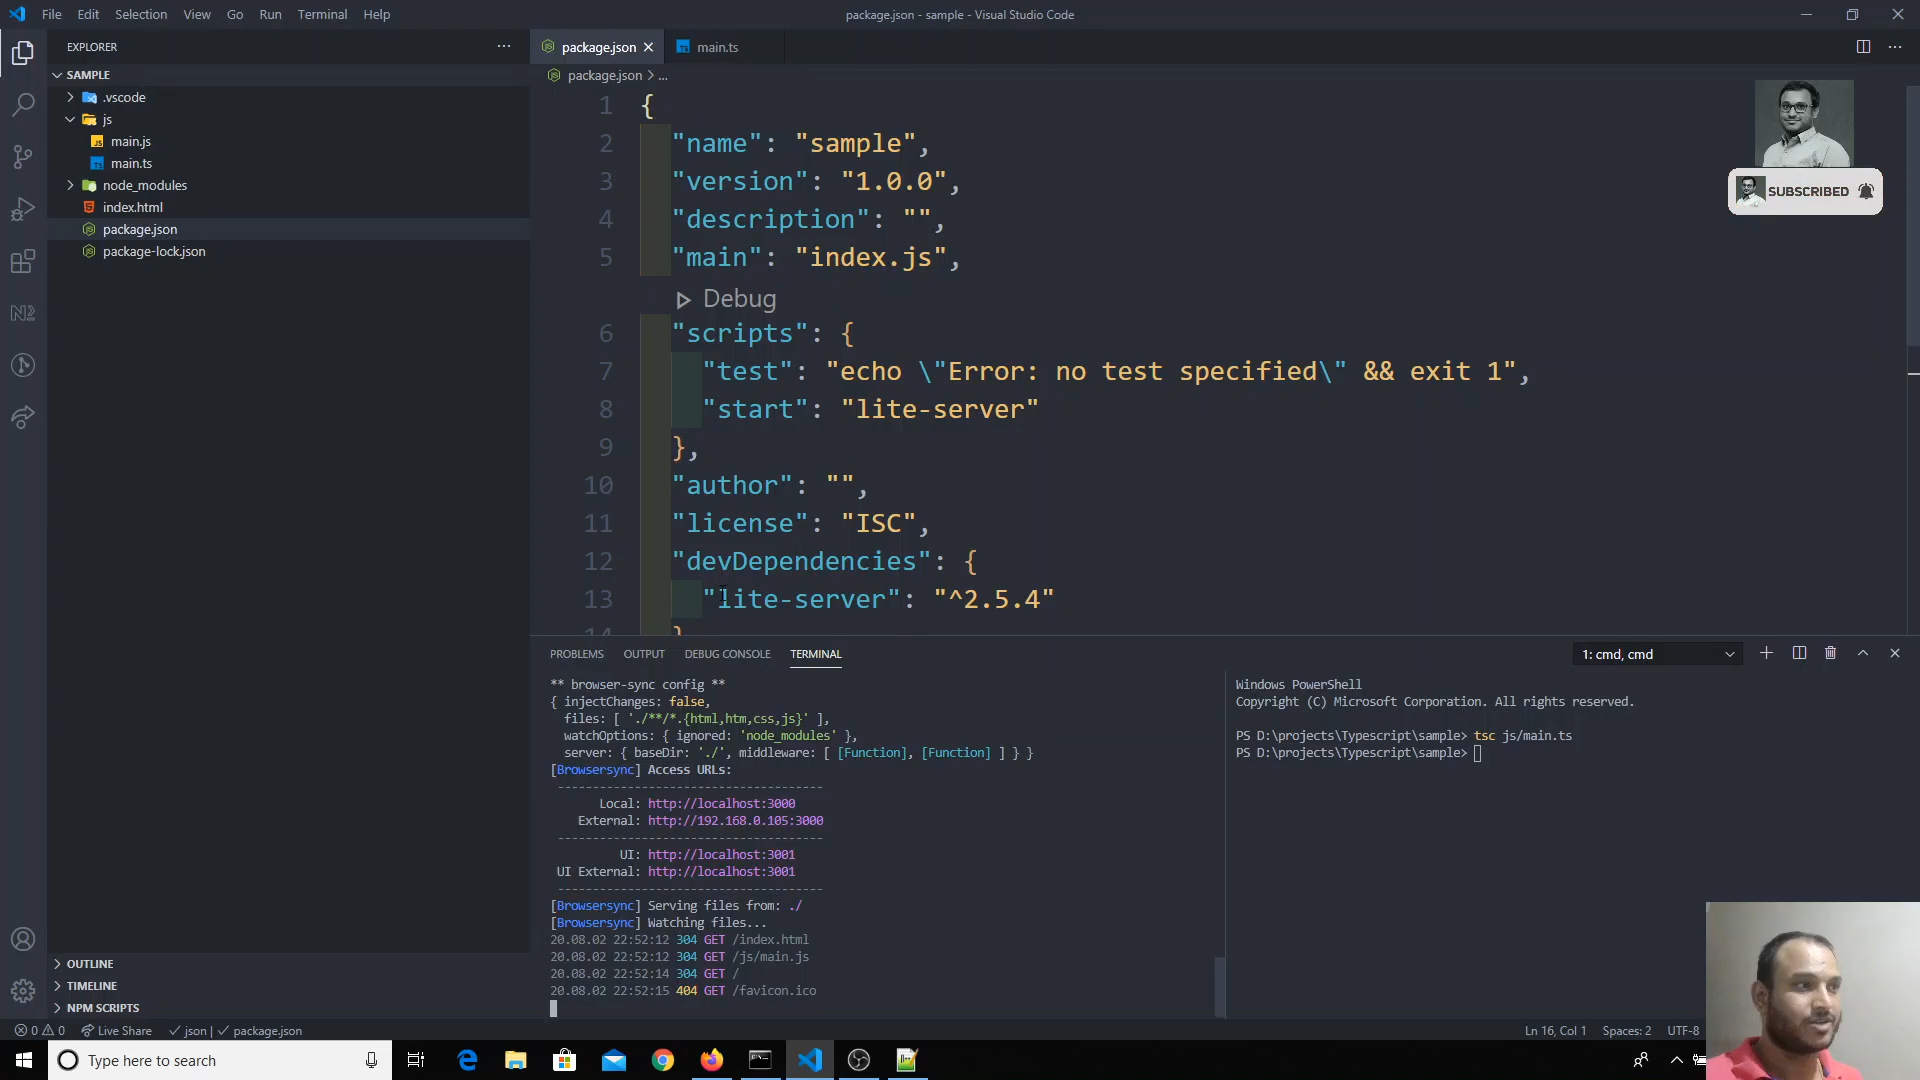 File Edit Selection View Go Run Terminal Help
package.json - sample - Visual Studio Code
EXPLORER
SAMPLE
.vscode
js
main.js
main.ts
node_modules
index.html
package.json
package-lock.json
OUTLINE
TIMELINE
NPM SCRIPTS
package.json
main.ts
package.json > ...
1 {
2 "name": "sample",
3 "version": "1.0.0",
4 "description": "",
5 "main": "index.js",
Debug
6 "scripts": {
7 "test": "echo \"Error: no test specified\" && exit 1",
8 "start": "lite-server"
9 },
10 "author": "",
11 "license": "ISC",
12 "devDependencies": {
13 "lite-server": "^2.5.4"
14 }
SUBSCRIBED
PROBLEMS OUTPUT DEBUG CONSOLE TERMINAL
1: cmd, cmd
** browser-sync config **
{ injectChanges: false,
files: [ './**/*.{html,htm,css,js}' ],
watchOptions: { ignored: 'node_modules' },
server: { baseDir: './', middleware: [ [Function], [Function] ] } }
[Browsersync] Access URLs:
--------------------------------------
Local: http://localhost:3000
External: http://192.168.0.105:3000
--------------------------------------
UI: http://localhost:3001
UI External: http://localhost:3001
--------------------------------------
[Browsersync] Serving files from: ./
[Browsersync] Watching files...
20.08.02 22:52:12 304 GET /index.html
20.08.02 22:52:12 304 GET /js/main.js
20.08.02 22:52:14 304 GET /
20.08.02 22:52:15 404 GET /favicon.ico
Windows PowerShell
Copyright (C) Microsoft Corporation. All rights reserved.
PS D:\projects\Typescript\sample> tsc js/main.ts
PS D:\projects\Typescript\sample>
0 0 Live Share json | package.json
Ln 16, Col 1 Spaces: 2 UTF-8
Type here to search